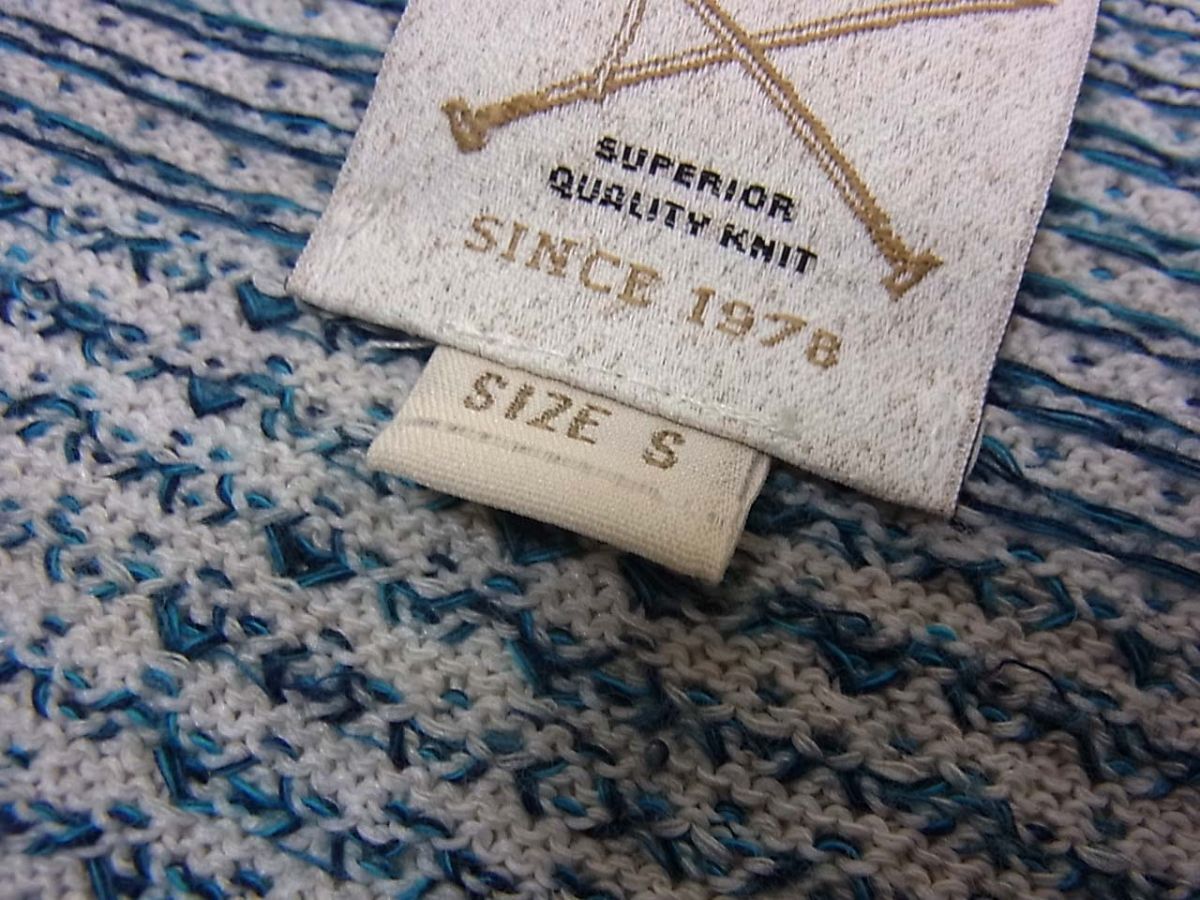 SUPERIOR
QUALITY KNIT
SINCE 1978
SIZE S